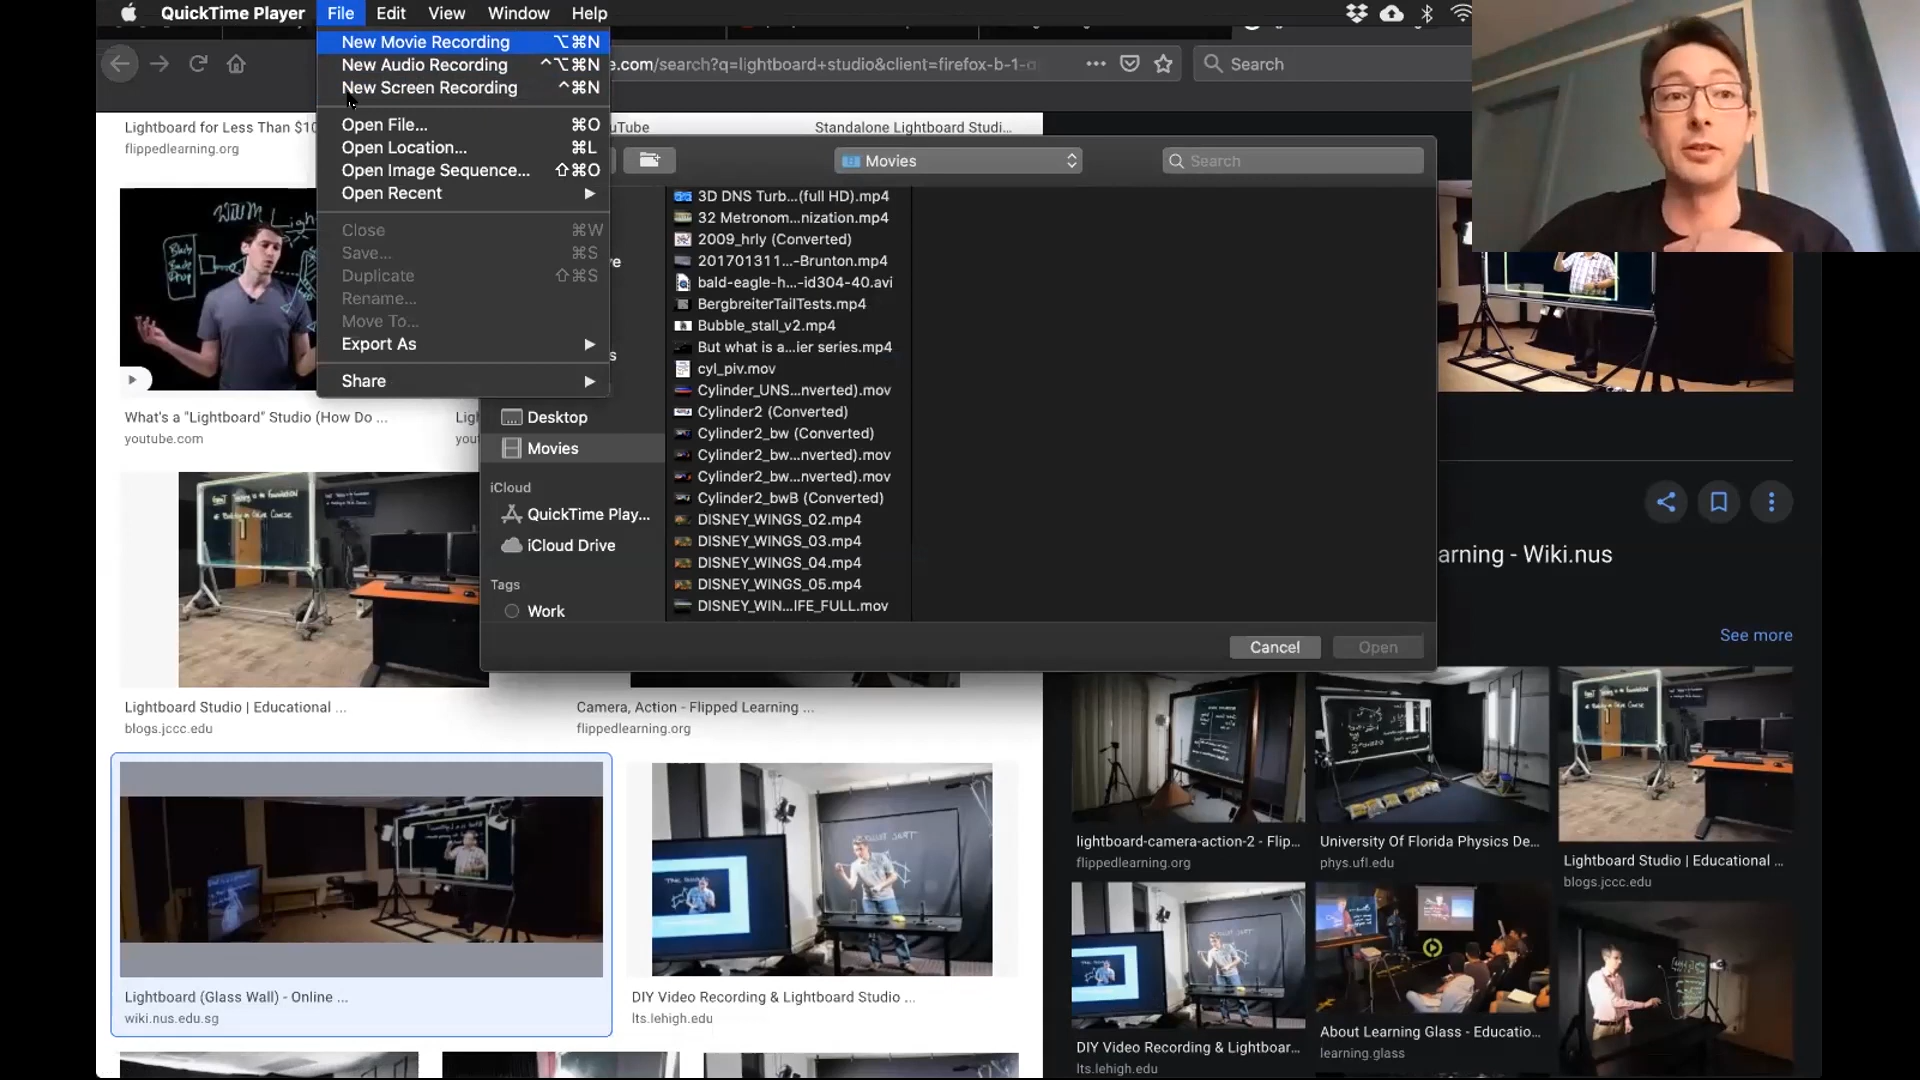 QuickTime Player File Edit View Window Help
New Movie Recording ⌥⌘N
New Audio Recording ^⌥⌘N
New Screen Recording ^⌘N
Open File... ⌘O
Open Location... ⌘L
Open Image Sequence... ⇧⌘O
Open Recent
Close ⌘W
Save... ⌘S
Duplicate ⇧⌘S
Rename...
Move To...
Export As
Share
e.com/search?q=lightboard+studio&client=firefox-b-1-
Search
Lightboard for Less Than $10
flippedlearning.org
uTube
Standalone Lightboard Studi...
Movies
Search
3D DNS Turb...(full HD).mp4
32 Metronom...nization.mp4
2009_hrly (Converted)
201701311...-Brunton.mp4
bald-eagle-h...-id304-40.avi
BergbreiterTailTests.mp4
Bubble_stall_v2.mp4
But what is a...ier series.mp4
cyl_piv.mov
Cylinder_UNS...nverted).mov
Cylinder2 (Converted)
Cylinder2_bw (Converted)
Cylinder2_bw...nverted).mov
Cylinder2_bw...nverted).mov
Cylinder2_bwB (Converted)
DISNEY_WINGS_02.mp4
DISNEY_WINGS_03.mp4
DISNEY_WINGS_04.mp4
DISNEY_WINGS_05.mp4
DISNEY_WIN...IFE_FULL.mov
Desktop
Movies
iCloud
QuickTime Play...
iCloud Drive
Tags
Work
Cancel
Open
What's a "Lightboard" Studio (How Do ...
youtube.com
Ligh
you
Lightboard Studio | Educational ...
blogs.jccc.edu
Camera, Action - Flipped Learning ...
flippedlearning.org
Lightboard (Glass Wall) - Online ...
wiki.nus.edu.sg
DIY Video Recording & Lightboard Studio ...
lts.lehigh.edu
arning - Wiki.nus
See more
lightboard-camera-action-2 - Flip...
flippedlearning.org
University Of Florida Physics De...
phys.ufl.edu
Lightboard Studio | Educational ...
blogs.jccc.edu
DIY Video Recording & Lightboar...
lts.lehigh.edu
About Learning Glass - Educatio...
learning.glass